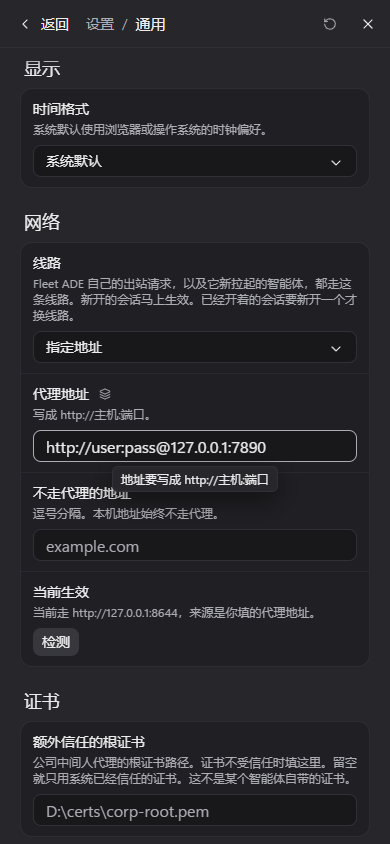 返回 设置 / 通用
显示
时间格式
系统默认使用浏览器或操作系统的时钟偏好。
系统默认
网络
线路
Fleet ADE 自己的出站请求，以及它新拉起的智能体，都走这
条线路。新开的会话马上生效。已经开着的会话要新开一个才
换线路。
指定地址
代理地址
写成 http://主机:端口。
http://user:pass@127.0.0.1:7890
地址要写成 http://主机:端口
不走代理的地址
逗号分隔。本机地址始终不走代理。
example.com
当前生效
当前走 http://127.0.0.1:8644，来源是你填的代理地址。
检测
证书
额外信任的根证书
公司中间人代理的根证书路径。证书不受信任时填这里。留空
就只用系统已经信任的证书。这不是某个智能体自带的证书。
D:\certs\corp-root.pem